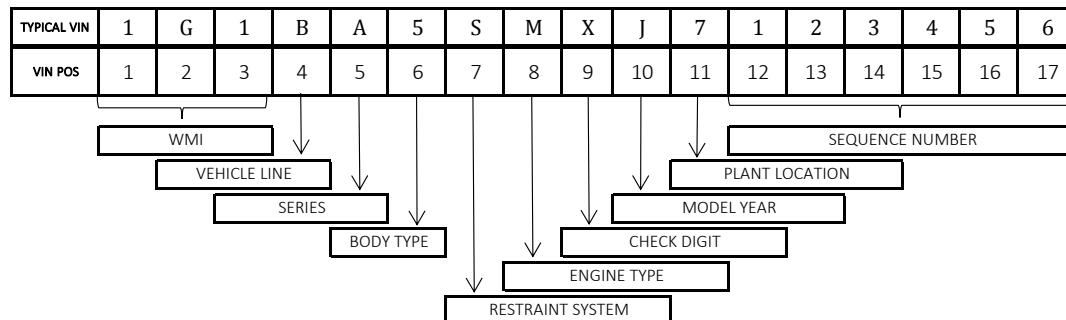 TYPICAL VIN 1 G 1 B A 5 S M X J 7 1 2 3 4 5 6
VIN POS 1 2 3 4 5 6 7 8 9 10 11 12 13 14 15 16 17
WMI SEQUENCE NUMBER
VEHICLE LINE PLANT LOCATION
SERIES MODEL YEAR
BODY TYPE CHECK DIGIT
ENGINE TYPE
RESTRAINT SYSTEM